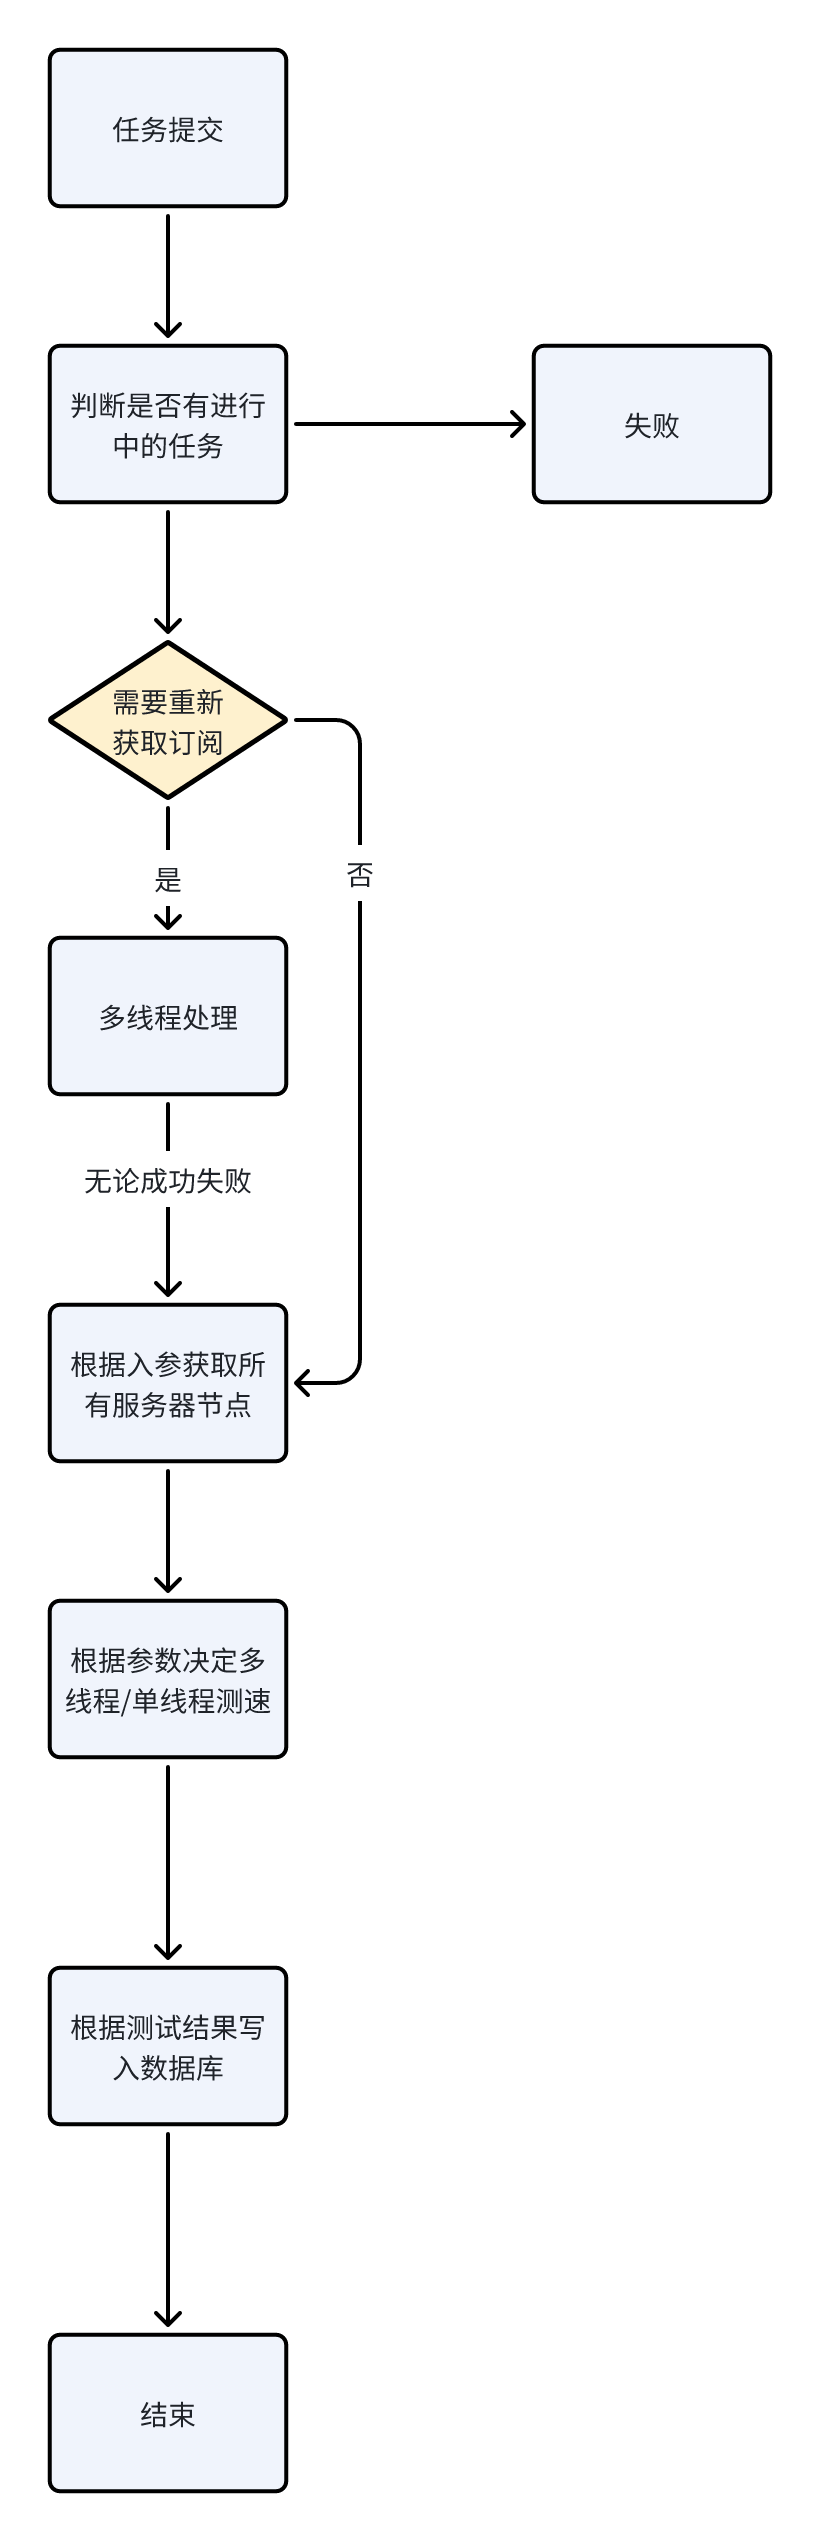 任务提交
判断是否有进行
中的任务
失败
需要重新
获取订阅
是
否
多线程处理
无论成功失败
根据入参获取所
有服务器节点
根据参数决定多
线程/单线程测速
根据测试结果写
入数据库
结束